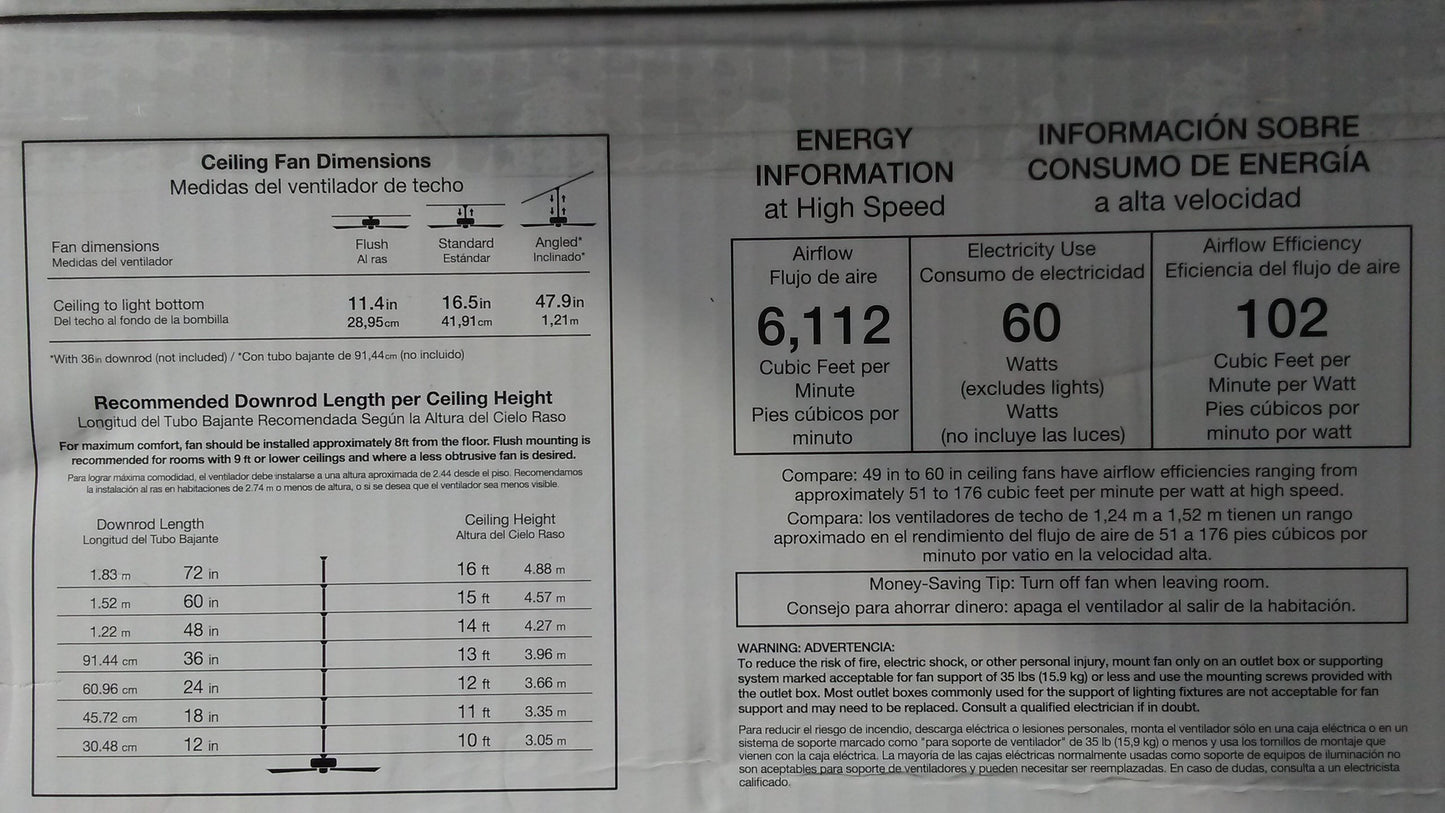 Ceiling Fan Dimensions
Medidas del ventilador de techo
Fan dimensions
Medidas del ventilador
Flush
Al ras
Standard
Estándar
Angled*
Inclinado*
Ceiling to light bottom
Del techo al fondo de la bombilla
11.4in
28,95cm
16.5in
41,91cm
47.9in
1,21m
*With 36in downrod (not included) / *Con tubo bajante de 91,44cm (no incluido)
Recommended Downrod Length per Ceiling Height
Longitud del Tubo Bajante Recomendada Según la Altura del Cielo Raso
For maximum comfort, fan should be installed approximately 8ft from the floor. Flush mounting is
recommended for rooms with 9 ft or lower ceilings and where a less obtrusive fan is desired.
Para lograr máxima comodidad, el ventilador debe instalarse a una altura aproximada de 2.44 desde el piso. Recomendamos
la instalación al ras en habitaciones de 2.74 m o menos de altura, o si se desea que el ventilador sea menos visible.
Downrod Length
Longitud del Tubo Bajante
Ceiling Height
Altura del Cielo Raso
1.83 m 72 in 16 ft 4.88 m
1.52 m 60 in 15 ft 4.57 m
1.22 m 48 in 14 ft 4.27 m
91.44 cm 36 in 13 ft 3.96 m
60.96 cm 24 in 12 ft 3.66 m
45.72 cm 18 in 11 ft 3.35 m
30.48 cm 12 in 10 ft 3.05 m
ENERGY
INFORMATION
at High Speed
INFORMACIÓN SOBRE
CONSUMO DE ENERGÍA
a alta velocidad
Airflow
Flujo de aire
6,112
Cubic Feet per
Minute
Pies cúbicos por
minuto
Electricity Use
Consumo de electricidad
60
Watts
(excludes lights)
Watts
(no incluye las luces)
Airflow Efficiency
Eficiencia del flujo de aire
102
Cubic Feet per
Minute per Watt
Pies cúbicos por
minuto por watt
Compare: 49 in to 60 in ceiling fans have airflow efficiencies ranging from
approximately 51 to 176 cubic feet per minute per watt at high speed.
Compara: los ventiladores de techo de 1,24 m a 1,52 m tienen un rango
aproximado en el rendimiento del flujo de aire de 51 a 176 pies cúbicos por
minuto por vatio en la velocidad alta.
Money-Saving Tip: Turn off fan when leaving room.
Consejo para ahorrar dinero: apaga el ventilador al salir de la habitación.
WARNING: ADVERTENCIA:
To reduce the risk of fire, electric shock, or other personal injury, mount fan only on an outlet box or supporting
system marked acceptable for fan support of 35 lbs (15.9 kg) or less and use the mounting screws provided with
the outlet box. Most outlet boxes commonly used for the support of lighting fixtures are not acceptable for fan
support and may need to be replaced. Consult a qualified electrician if in doubt.
Para reducir el riesgo de incendio, descarga eléctrica o lesiones personales, monta el ventilador sólo en una caja eléctrica o en un
sistema de soporte marcado como "para soporte de ventilador" de 35 lb (15,9 kg) o menos y usa los tornillos de montaje que
vienen con la caja eléctrica. La mayoría de las cajas eléctricas normalmente usadas como soporte de equipos de iluminación no
son aceptables para soporte de ventiladores y pueden necesitar ser reemplazadas. En caso de dudas, consulta a un electricista
calificado.